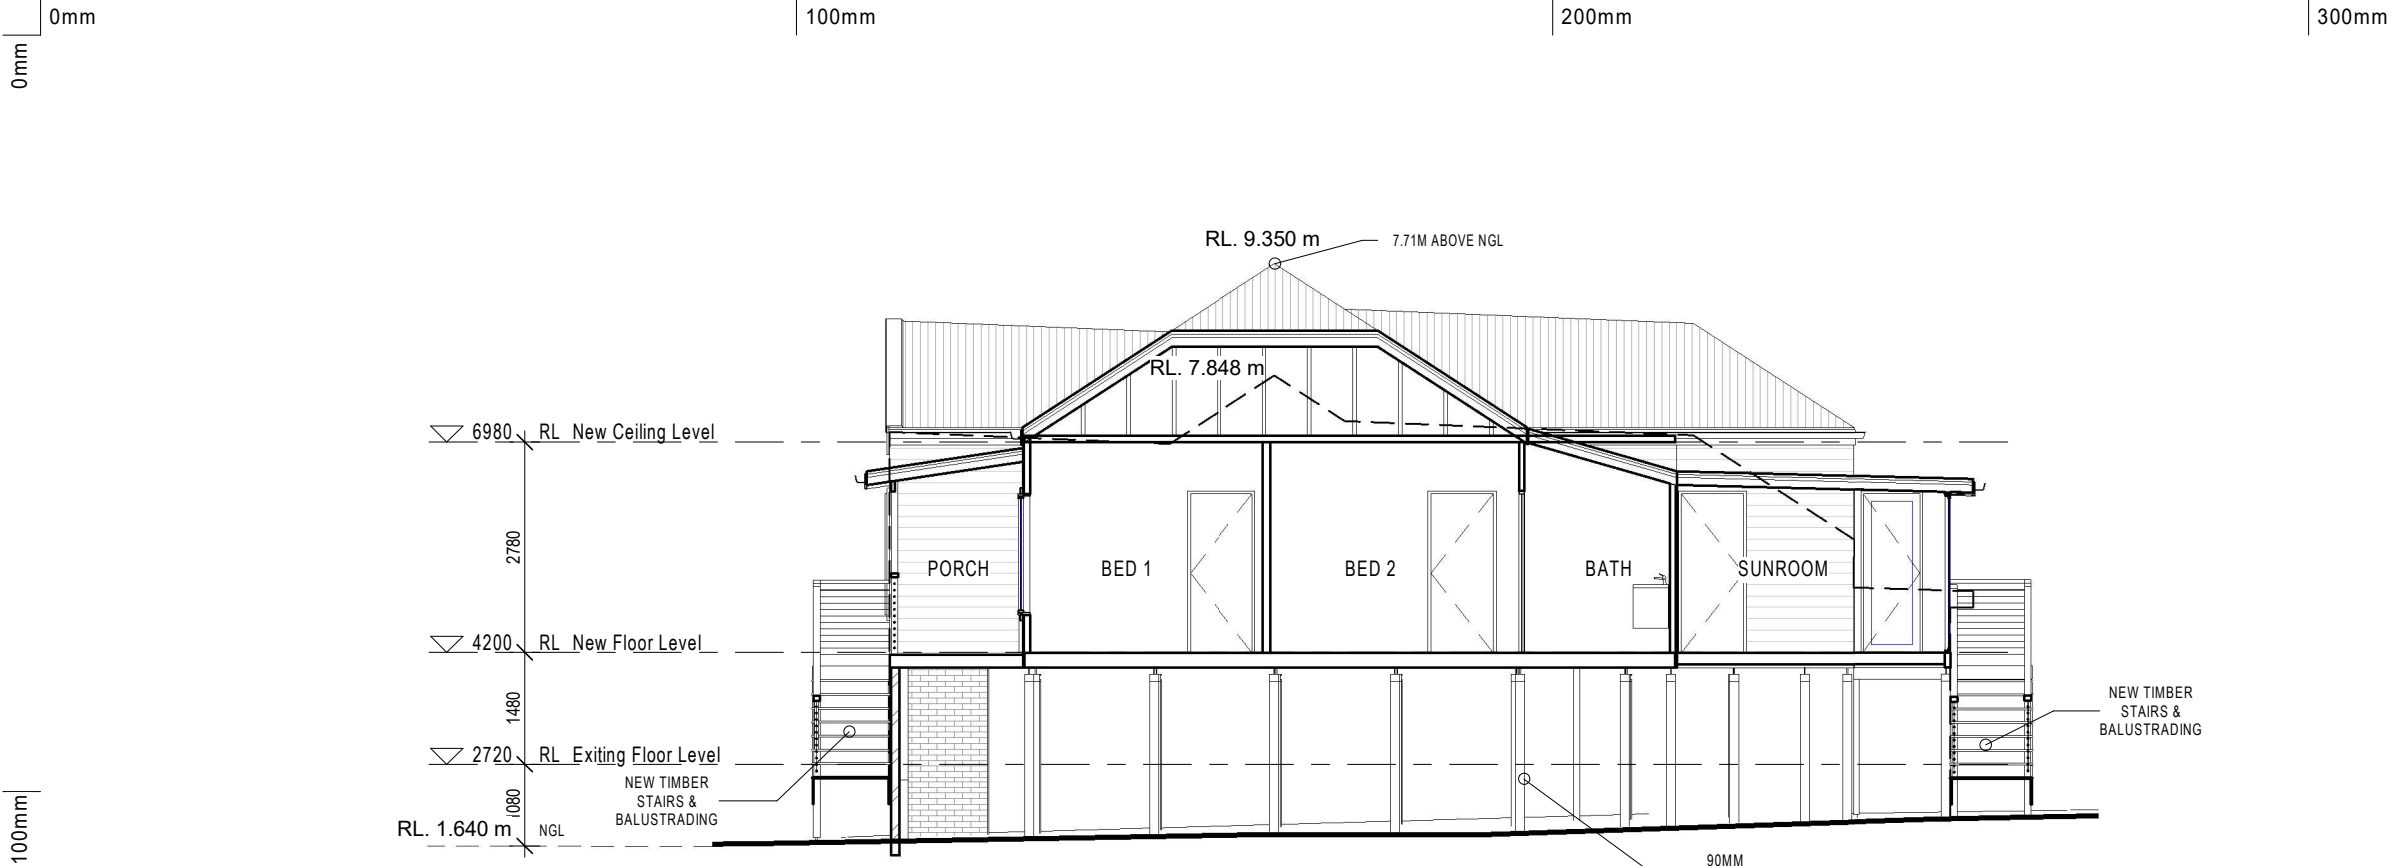 0mm
100mm
200mm
300mm
0mm
RL. 9.350 m
7.71M ABOVE NGL
RL. 7.848 m
6980 RL New Ceiling Level
2780
PORCH
BED 1
BED 2
BATH
SUNROOM
4200 RL New Floor Level
1480
NEW TIMBER
STAIRS &
BALUSTRADING
2720 RL Exiting Floor Level
NEW TIMBER
STAIRS &
BALUSTRADING
1080
RL. 1.640 m NGL
100mm
90MM